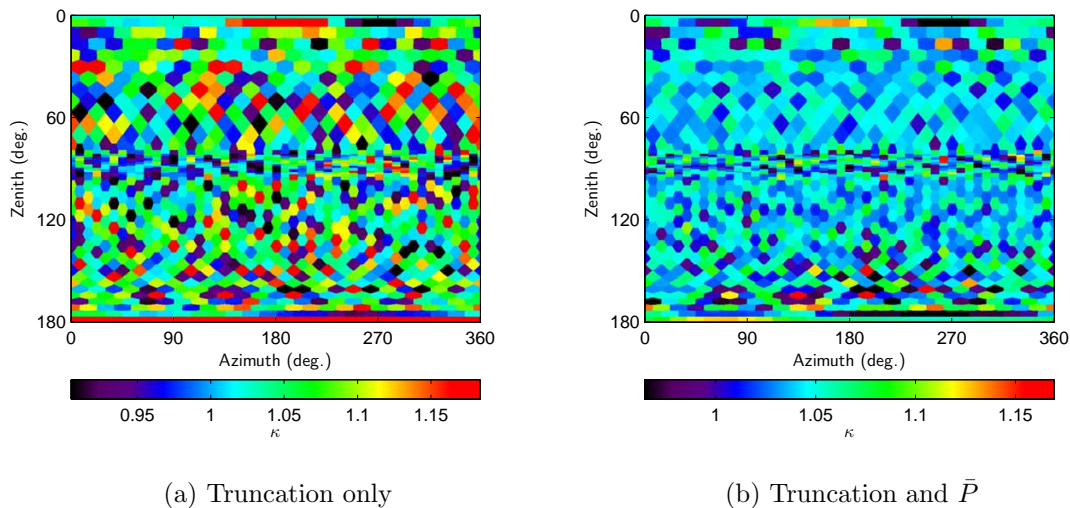 0
60
120
180
Zenith (deg.)
0 90 180 270 360
Azimuth (deg.)
0.95 1 1.05 1.1 1.15
κ
(a) Truncation only
0
60
120
180
Zenith (deg.)
0 90 180 270 360
Azimuth (deg.)
1 1.05 1.1 1.15
κ
(b) Truncation and P̄